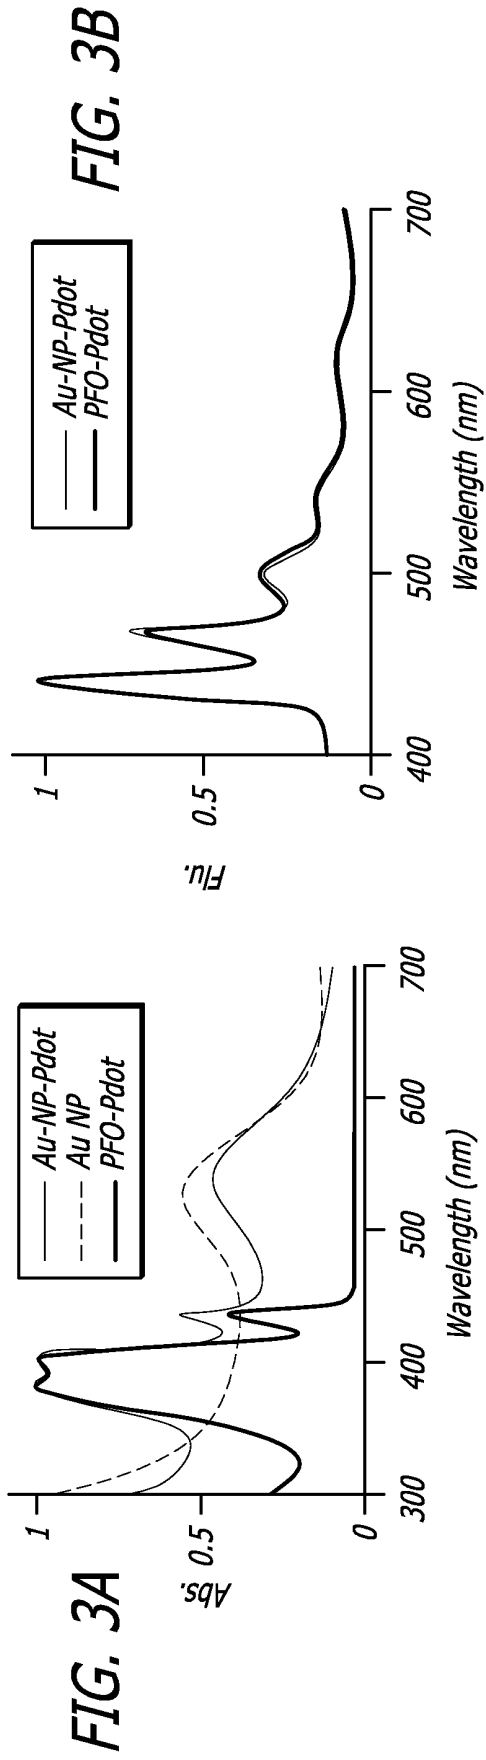 FIG. 3A
Abs.
1
0.5
0
Au-NP-Pdot
Au NP
PFO-Pdot
300
400
500
600
700
Wavelength (nm)
FIG. 3B
Flu.
1
0.5
0
Au-NP-Pdot
PFO-Pdot
400
500
600
700
Wavelength (nm)